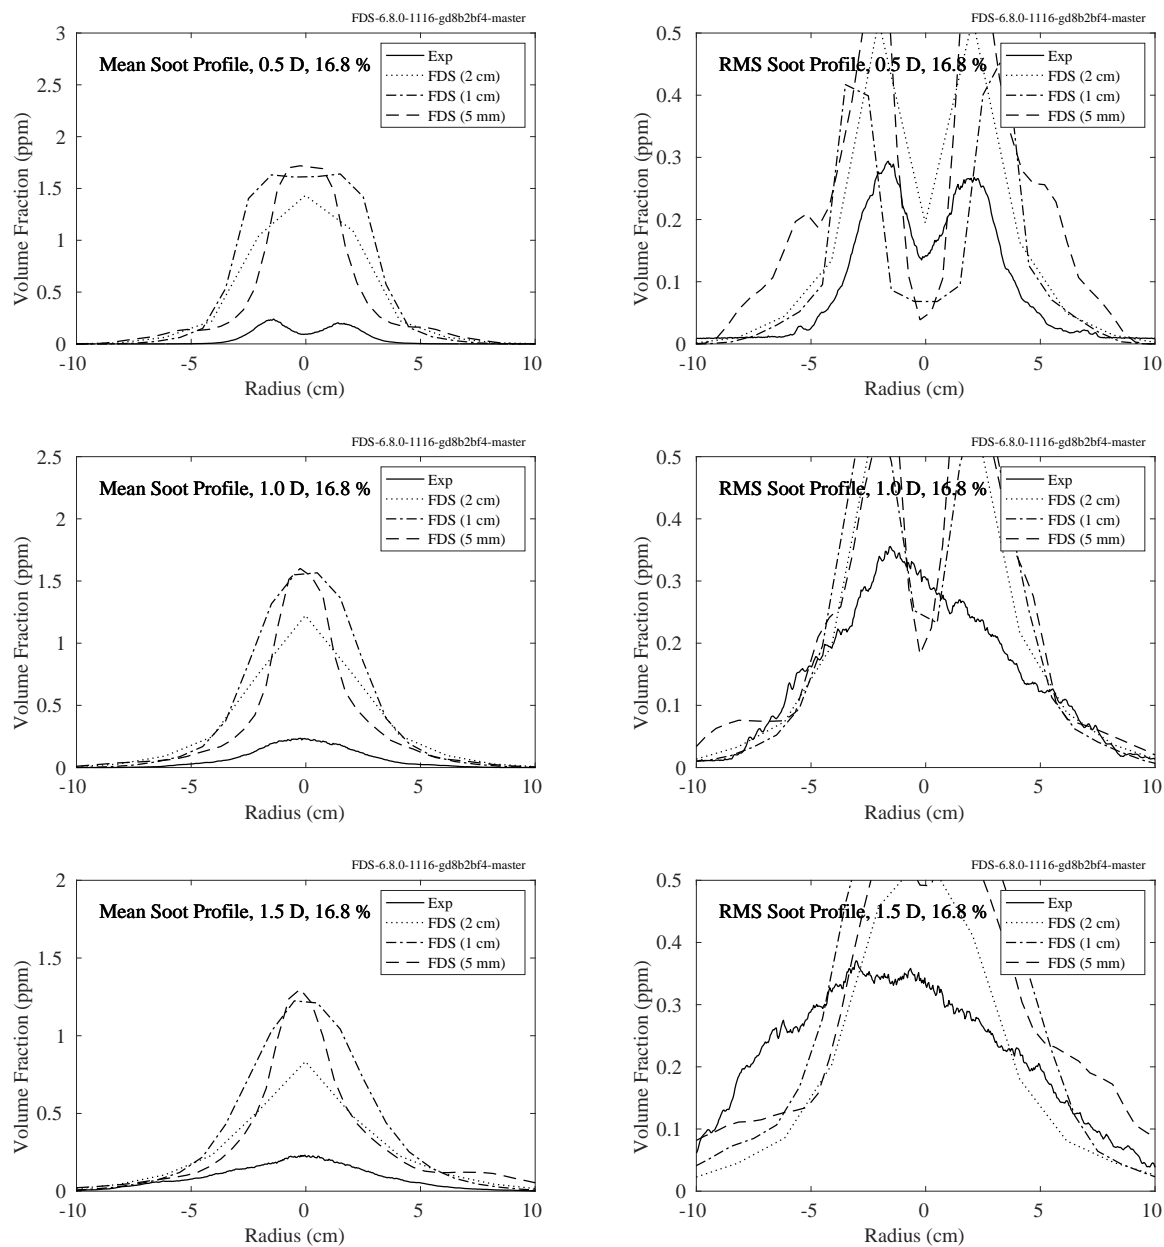 FDS-6.8.0-1116-gd8b2bf4-master
Mean Soot Profile, 0.5 D, 16.8 %
Exp
FDS (2 cm)
FDS (1 cm)
FDS (5 mm)
Volume Fraction (ppm)
3
2.5
2
1.5
1
0.5
0
-10
-5
0
5
10
Radius (cm)
FDS-6.8.0-1116-gd8b2bf4-master
RMS Soot Profile, 0.5 D, 16.8 %
Exp
FDS (2 cm)
FDS (1 cm)
FDS (5 mm)
Volume Fraction (ppm)
0.5
0.4
0.3
0.2
0.1
0
-10
-5
0
5
10
Radius (cm)
FDS-6.8.0-1116-gd8b2bf4-master
Mean Soot Profile, 1.0 D, 16.8 %
Exp
FDS (2 cm)
FDS (1 cm)
FDS (5 mm)
Volume Fraction (ppm)
2.5
2
1.5
1
0.5
0
-10
-5
0
5
10
Radius (cm)
FDS-6.8.0-1116-gd8b2bf4-master
RMS Soot Profile, 1.0 D, 16.8 %
Exp
FDS (2 cm)
FDS (1 cm)
FDS (5 mm)
Volume Fraction (ppm)
0.5
0.4
0.3
0.2
0.1
0
-10
-5
0
5
10
Radius (cm)
FDS-6.8.0-1116-gd8b2bf4-master
Mean Soot Profile, 1.5 D, 16.8 %
Exp
FDS (2 cm)
FDS (1 cm)
FDS (5 mm)
Volume Fraction (ppm)
2
1.5
1
0.5
0
-10
-5
0
5
10
Radius (cm)
FDS-6.8.0-1116-gd8b2bf4-master
RMS Soot Profile, 1.5 D, 16.8 %
Exp
FDS (2 cm)
FDS (1 cm)
FDS (5 mm)
Volume Fraction (ppm)
0.5
0.4
0.3
0.2
0.1
0
-10
-5
0
5
10
Radius (cm)